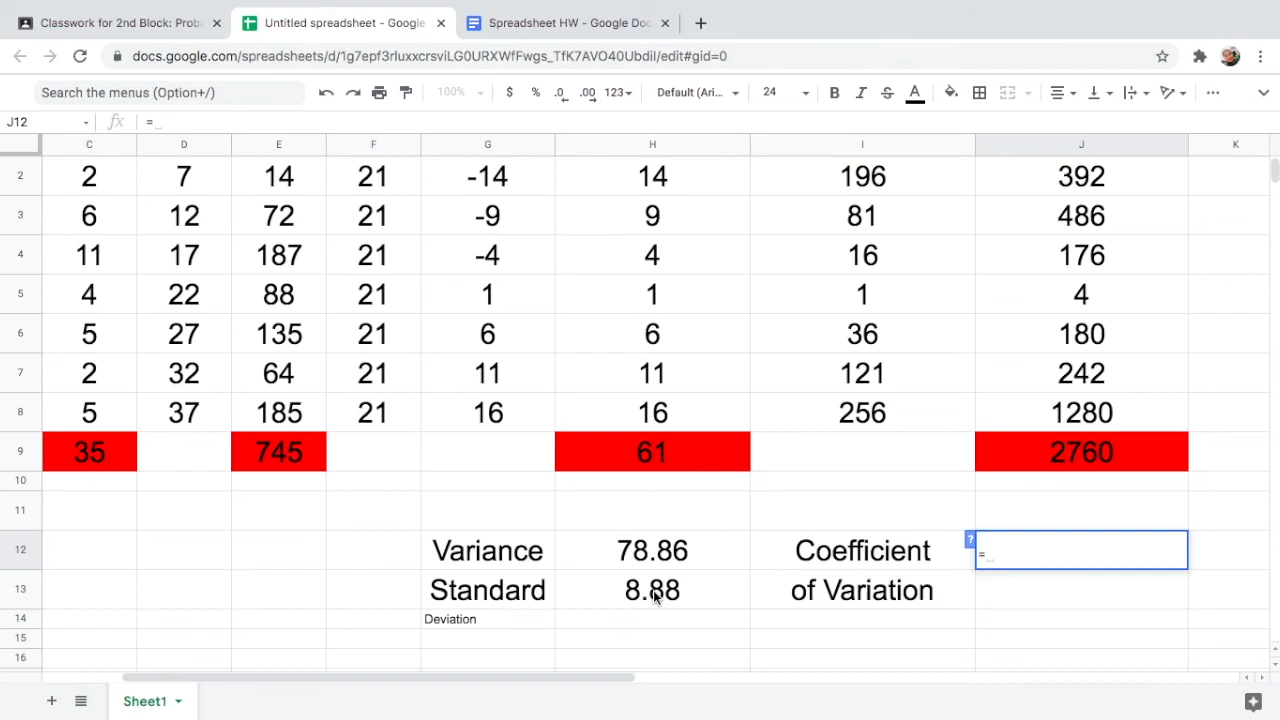 Classwork for 2nd Block: Proba
Untitled spreadsheet - Google
Spreadsheet HW - Google Doc
docs.google.com/spreadsheets/d/1g7epf3rIuxxcrsviLG0URXWfFwgs_TfK7AVO40Ubdil/edit#gid=0
Search the menus (Option+/) 100% $ % .0 .00 123 Default (Ari... 24 B I S A ...
J12 fx =
C D E F G H I J K
2 2 7 14 21 -14 14 196 392
3 6 12 72 21 -9 9 81 486
4 11 17 187 21 -4 4 16 176
5 4 22 88 21 1 1 1 4
6 5 27 135 21 6 6 36 180
7 2 32 64 21 11 11 121 242
8 5 37 185 21 16 16 256 1280
9 35 745 61 2760
10
11
12 Variance 78.86 Coefficient ? =
13 Standard 8.88 of Variation
14 Deviation
15
16
Sheet1